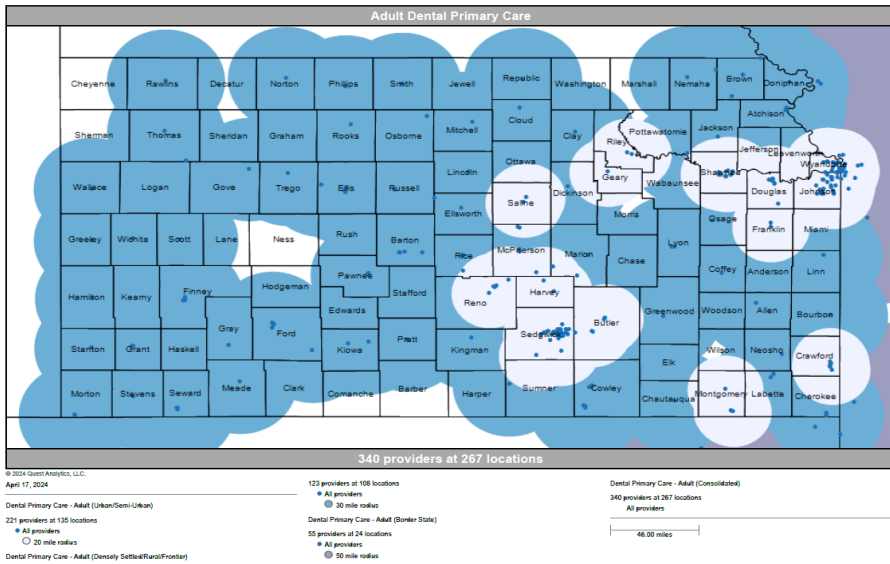 Adult Dental Primary Care
Cheyenne Rawlins Decatur Norton Phillips Smith Jewell Republic Washington Marshall Nemaha Brown Doniphan
Sherman Thomas Sheridan Graham Rooks Osborne Mitchell Cloud Clay Riley Pottawatomie Jackson Atchison
Jefferson Leavenworth Wyandotte
Wallace Logan Gove Trego Ellis Russell Lincoln Ottawa Dickinson Geary Wabaunsee Shawnee Douglas Johnson
Saline Morris
Greeley Wichita Scott Lane Ness Rush Barton Ellsworth McPherson Marion Chase Lyon Osage Franklin Miami
Rice
Hamilton Kearny Finney Hodgeman Pawnee Stafford Reno Harvey Coffey Anderson Linn
Gray Ford Edwards Sedgwick Butler Greenwood Woodson Allen Bourbon
Stanton Grant Haskell Kiowa Pratt Kingman Elk Wilson Neosho Crawford
Morton Stevens Seward Meade Clark Comanche Barber Harper Sumner Cowley Chautauqua Montgomery Labette Cherokee
340 providers at 267 locations
© 2024 Quest Analytics, LLC.
April 17, 2024
Dental Primary Care - Adult (Urban/Semi-Urban)
221 providers at 135 locations
All providers
20 mile radius
Dental Primary Care - Adult (Densely Settled/Rural/Frontier)
123 providers at 108 locations
All providers
30 mile radius
Dental Primary Care - Adult (Border State)
55 providers at 24 locations
All providers
50 mile radius
Dental Primary Care - Adult (Consolidated)
340 providers at 267 locations
All providers
46.00 miles